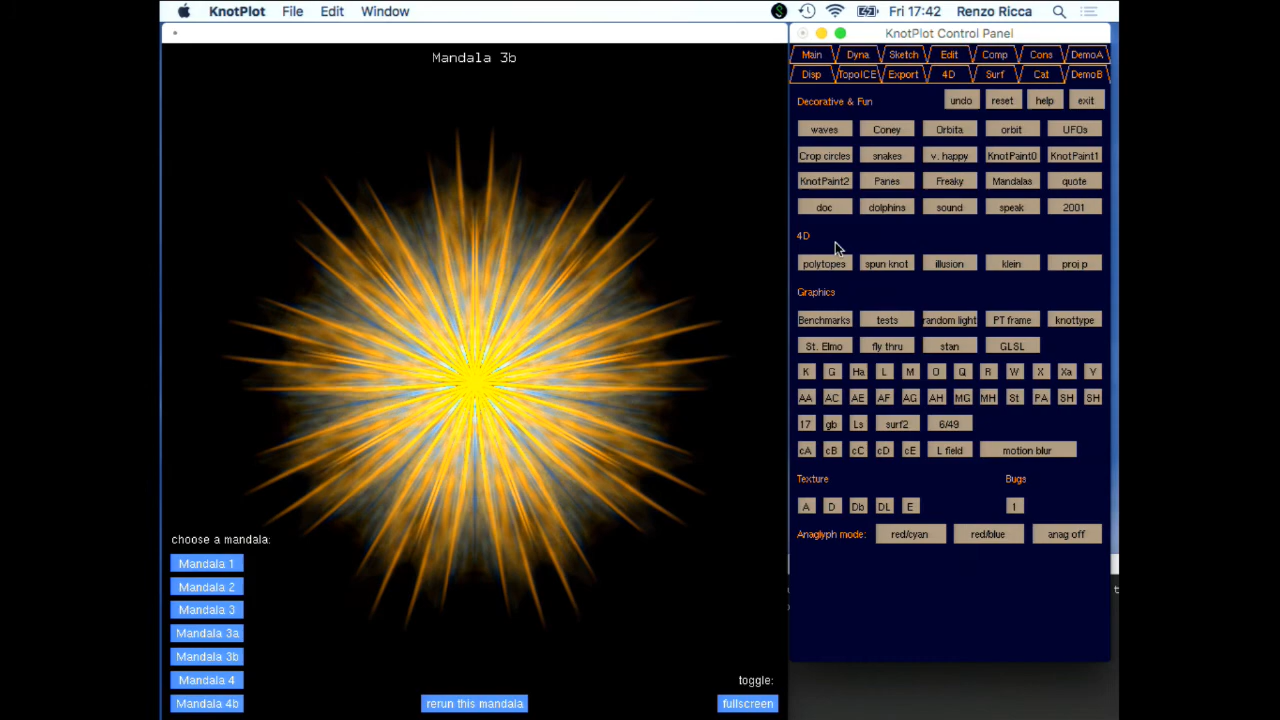 KnotPlot File Edit Window Fri 17:42 Renzo Ricca
Mandala 3b
choose a mandala:
Mandala 1
Mandala 2
Mandala 3
Mandala 3a
Mandala 3b
Mandala 4
Mandala 4b
rerun this mandala
toggle:
fullscreen
KnotPlot Control Panel
Main Dyna Sketch Edit Comp Cons DemoA
Disp TopoICE Export 4D Surf Cat DemoB
Decorative & Fun undo reset help exit
waves Coney Orbita orbit UFOs
Crop circles snakes v. happy KnotPaint0 KnotPaint1
KnotPaint2 Panes Freaky Mandalas quote
doc dolphins sound speak 2001
4D
polytopes spun knot illusion klein proj p
Graphics
Benchmarks tests random light PT frame knottype
St. Elmo fly thru stan GLSL
K G Ha L M O Q R W X Xa Y
AA AC AE AF AG AH MG MH St PA SH SH
17 gb Ls surf2 6/49
cA cB cC cD cE L field motion blur
Texture Bugs
A D Db DL E 1
Anaglyph mode: red/cyan red/blue anag off